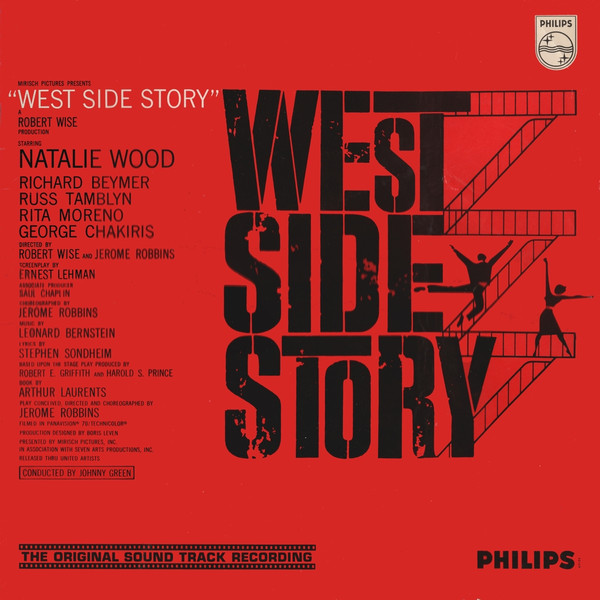 PHILIPS
MIRISCH PICTURES PRESENTS
"WEST SIDE STORY"
A
ROBERT WISE
PRODUCTION
STARRING
NATALIE WOOD
RICHARD BEYMER
RUSS TAMBLYN
RITA MORENO
GEORGE CHAKIRIS
DIRECTED BY
ROBERT WISE AND JEROME ROBBINS
SCREENPLAY BY
ERNEST LEHMAN
ASSOCIATE PRODUCER
SAUL CHAPLIN
CHOREOGRAPHED BY
JEROME ROBBINS
MUSIC BY
LEONARD BERNSTEIN
LYRICS BY
STEPHEN SONDHEIM
BASED UPON THE STAGE PLAY PRODUCED BY
ROBERT E. GRIFFITH AND HAROLD S. PRINCE
BOOK BY
ARTHUR LAURENTS
PLAY CONCEIVED, DIRECTED AND CHOREOGRAPHED BY
JEROME ROBBINS
FILMED IN PANAVISION® 70/TECHNICOLOR®
PRODUCTION DESIGNED BY BORIS LEVEN
PRESENTED BY MIRISCH PICTURES, INC.
IN ASSOCIATION WITH SEVEN ARTS PRODUCTIONS, INC.
RELEASED THRU UNITED ARTISTS
CONDUCTED BY JOHNNY GREEN
WEST
SIDE
STORY
THE ORIGINAL SOUND TRACK RECORDING
PHILIPS